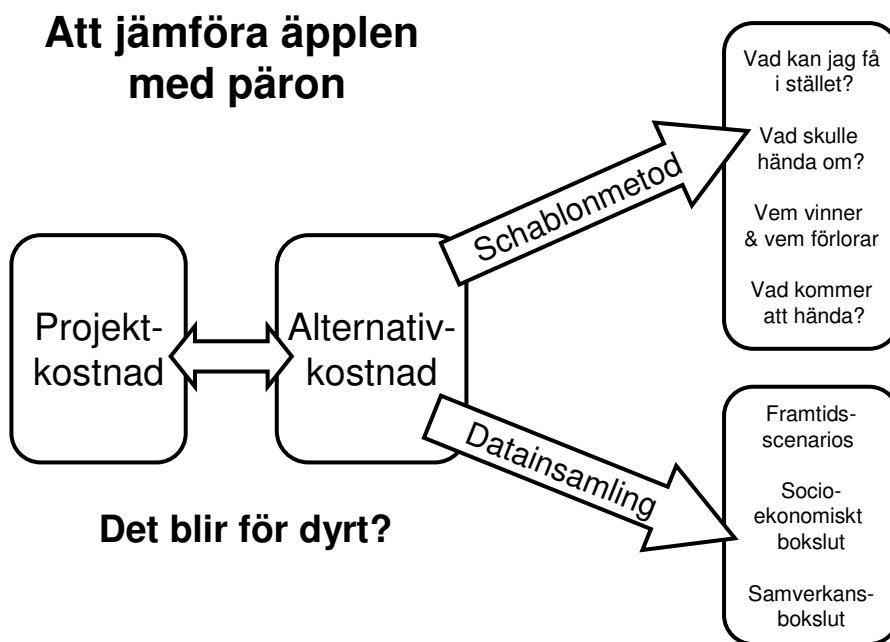 Att jämföra äpplen
med päron
Projekt-
kostnad
Alternativ-
kostnad
Det blir för dyrt?
Schablonmetod
Datainsamling
Vad kan jag få
i stället?
Vad skulle
hända om?
Vem vinner
& vem förlorar
Vad kommer
att hända?
Framtids-
scenarios
Socio-
ekonomiskt
bokslut
Samverkans-
bokslut